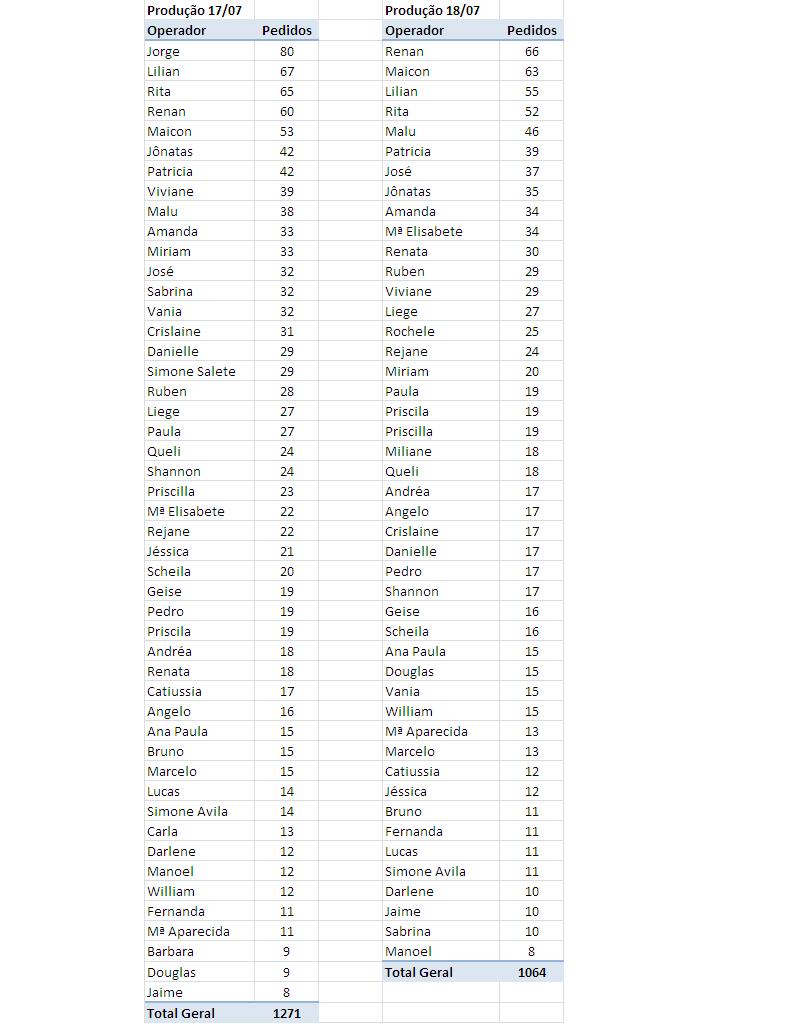 Produção 17/07 Produção 18/07
Operador Pedidos Operador Pedidos
Jorge 80 Renan 66
Lilian 67 Maicon 63
Rita 65 Lilian 55
Renan 60 Rita 52
Maicon 53 Malu 46
Jônatas 42 Patricia 39
Patricia 42 José 37
Viviane 39 Jônatas 35
Malu 38 Amanda 34
Amanda 33 Mª Elisabete 34
Miriam 33 Renata 30
José 32 Ruben 29
Sabrina 32 Viviane 29
Vania 32 Liege 27
Crislaine 31 Rochele 25
Danielle 29 Rejane 24
Simone Salete 29 Miriam 20
Ruben 28 Paula 19
Liege 27 Priscila 19
Paula 27 Priscilla 19
Queli 24 Miliane 18
Shannon 24 Queli 18
Priscilla 23 Andréa 17
Mª Elisabete 22 Angelo 17
Rejane 22 Crislaine 17
Jéssica 21 Danielle 17
Scheila 20 Pedro 17
Geise 19 Shannon 17
Pedro 19 Geise 16
Priscila 19 Scheila 16
Andréa 18 Ana Paula 15
Renata 18 Douglas 15
Catiussia 17 Vania 15
Angelo 16 William 15
Ana Paula 15 Mª Aparecida 13
Bruno 15 Marcelo 13
Marcelo 15 Catiussia 12
Lucas 14 Jéssica 12
Simone Avila 14 Bruno 11
Carla 13 Fernanda 11
Darlene 12 Lucas 11
Manoel 12 Simone Avila 11
William 12 Darlene 10
Fernanda 11 Jaime 10
Mª Aparecida 11 Sabrina 10
Barbara 9 Manoel 8
Douglas 9 Total Geral 1064
Jaime 8
Total Geral 1271